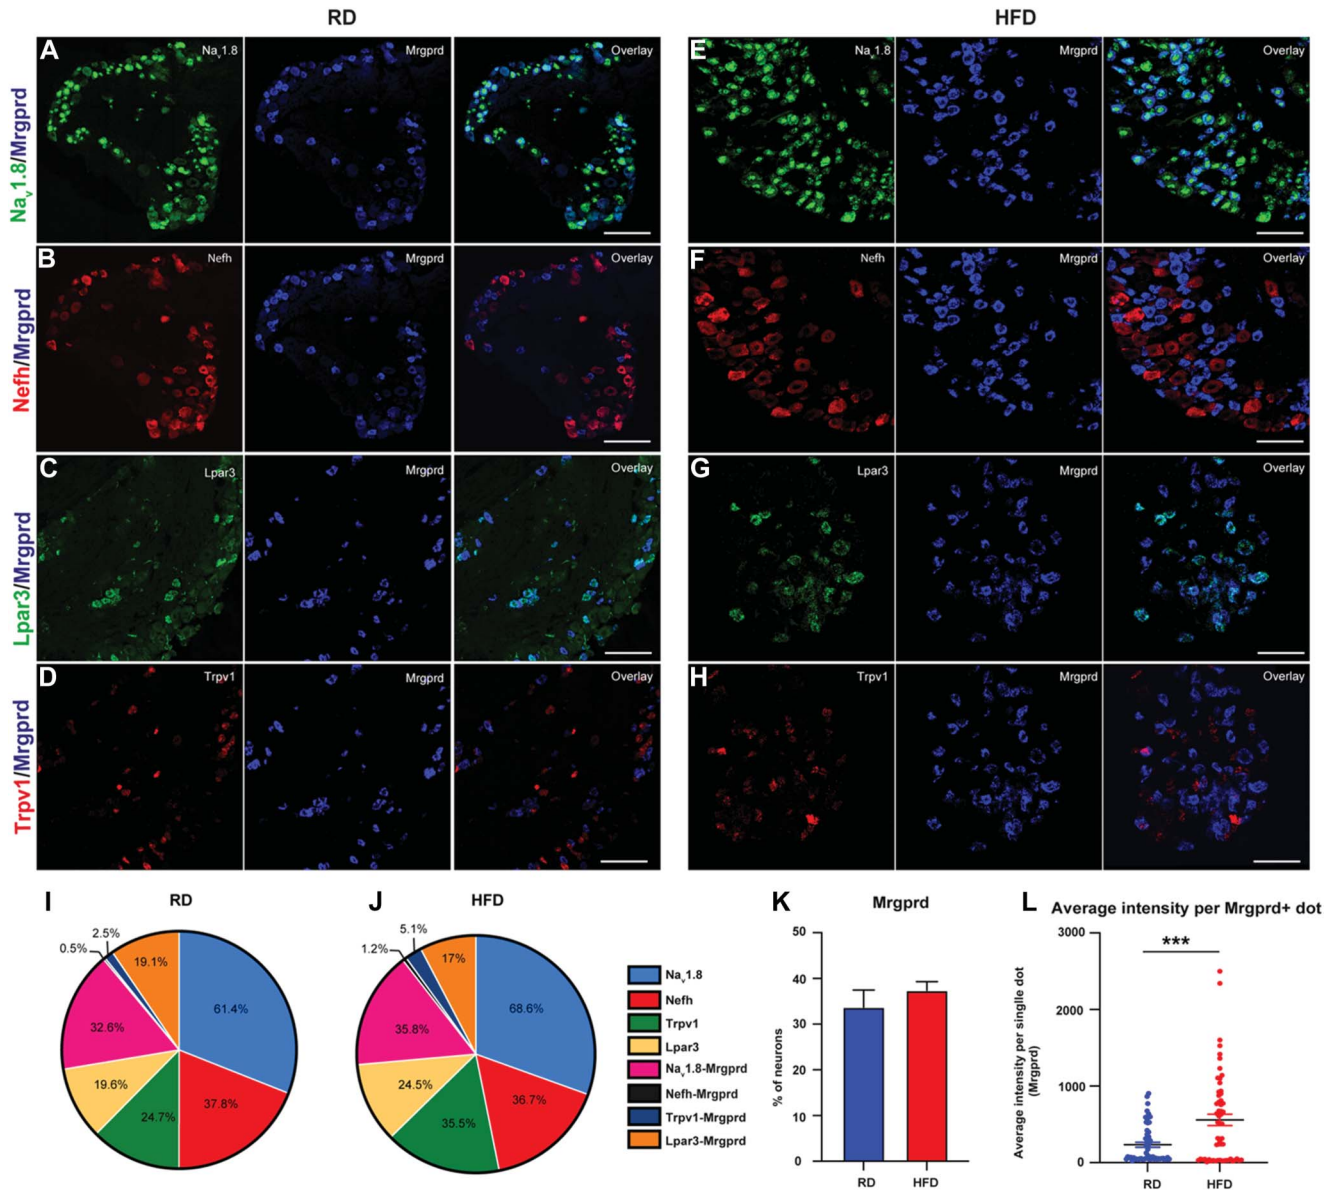 RD
HFD
A
Nav1.8
Mrgprd
Overlay
E
Nav1.8
Mrgprd
Overlay
Nav1.8/Mrgprd
B
Nefh
Mrgprd
Overlay
F
Nefh
Mrgprd
Overlay
Nefh/Mrgprd
C
Lpar3
Mrgprd
Overlay
G
Lpar3
Mrgprd
Overlay
Lpar3/Mrgprd
D
Trpv1
Mrgprd
Overlay
H
Trpv1
Mrgprd
Overlay
Trpv1/Mrgprd
I
RD
2.5%
0.5%
19.1%
61.4%
32.6%
19.6%
24.7%
37.8%
J
HFD
5.1%
1.2%
17%
68.6%
35.8%
24.5%
35.5%
36.7%
Nav1.8
Nefh
Trpv1
Lpar3
Nav1.8-Mrgprd
Nefh-Mrgprd
Trpv1-Mrgprd
Lpar3-Mrgprd
K
Mrgprd
% of neurons
50
40
30
20
10
0
RD
HFD
L
Average intensity per Mrgprd+ dot
***
Average intensity per singlle dot
(Mrgprd)
3000
2000
1000
0
RD
HFD